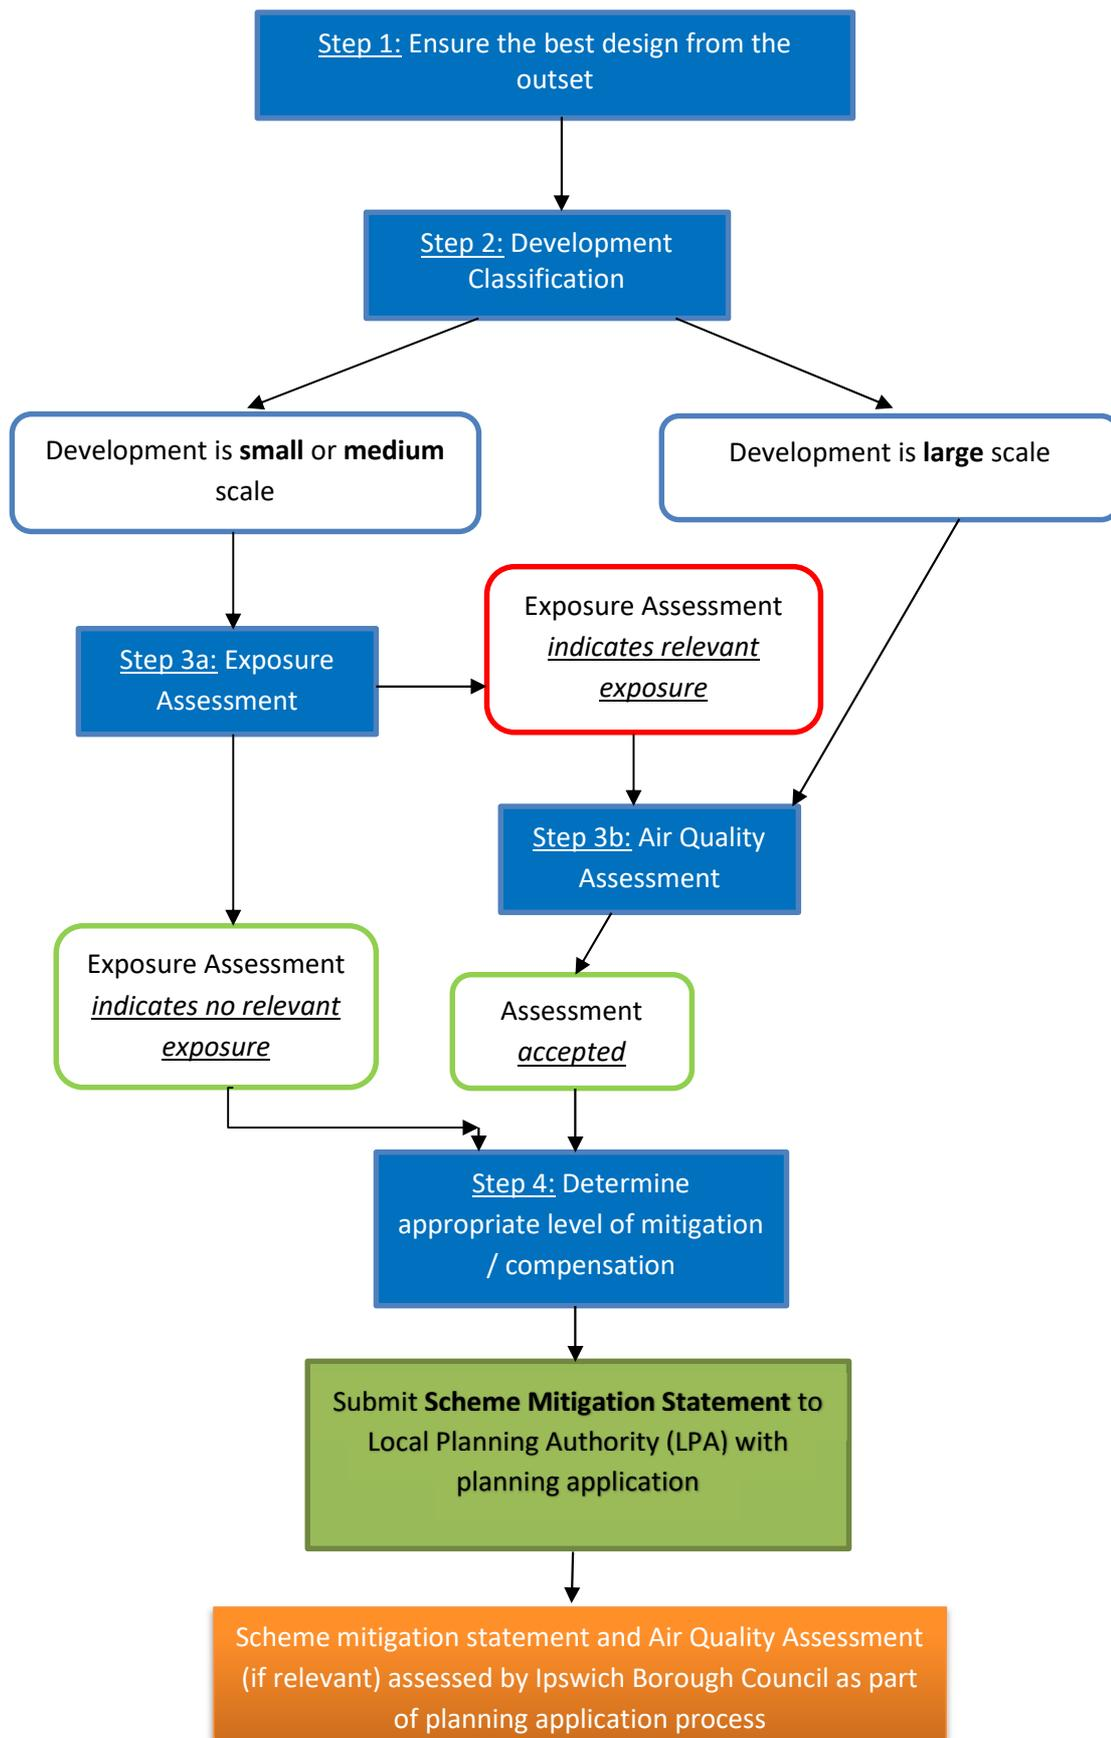 Step 1: Ensure the best design from the
outset
Step 2: Development
Classification
Development is small or medium
scale
Development is large scale
Exposure Assessment
indicates relevant
exposure
Step 3a: Exposure
Assessment
Step 3b: Air Quality
Assessment
Exposure Assessment
indicates no relevant
exposure
Assessment
accepted
Step 4: Determine
appropriate level of mitigation
/ compensation
Submit Scheme Mitigation Statement to
Local Planning Authority (LPA) with
planning application
Scheme mitigation statement and Air Quality Assessment
(if relevant) assessed by Ipswich Borough Council as part
of planning application process